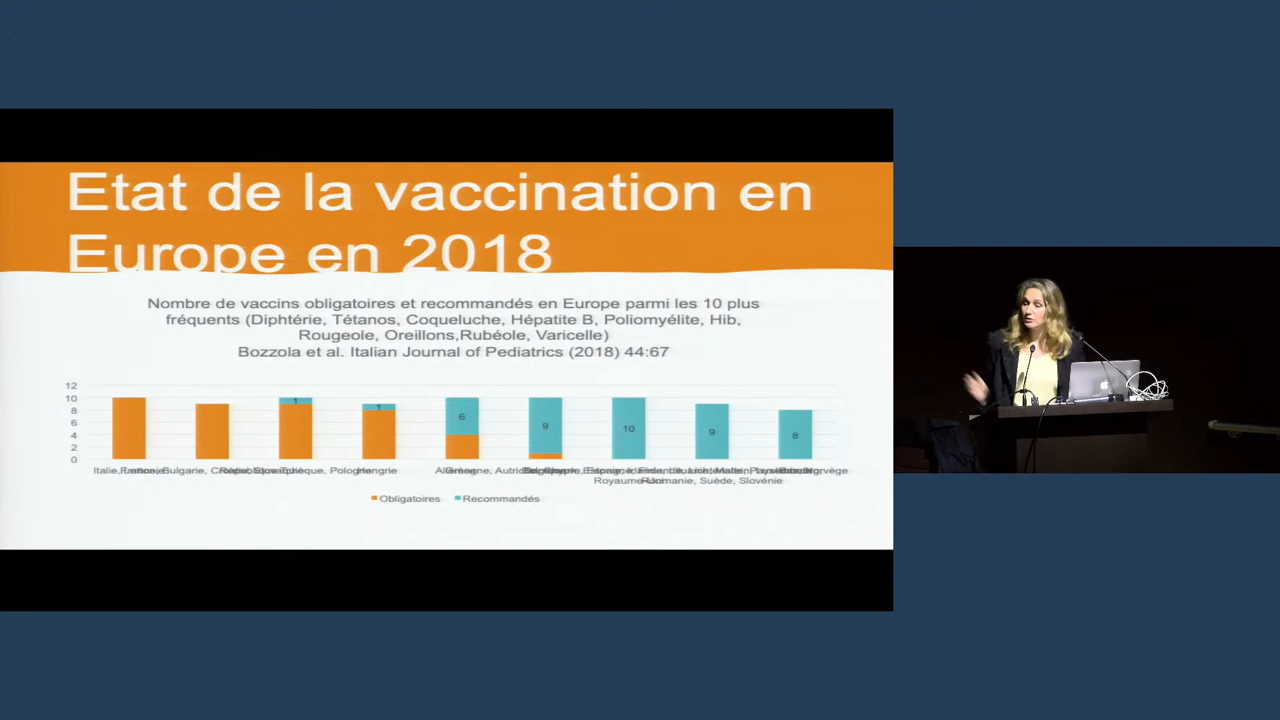 Etat de la vaccination en
Europe en 2018
Nombre de vaccins obligatoires et recommandés en Europe parmi les 10 plus
fréquents (Diphtérie, Tétanos, Coqueluche, Hépatite B, Poliomyélite, Hib,
Rougeole, Oreillons,Rubéole, Varicelle)
Bozzola et al. Italian Journal of Pediatrics (2018) 44:67
12
10
8
6
4
2
0
1
1
6
9
10
9
8
Italie, Bulgarie, Pologne Hongrie
Royaume-Uni
Roumanie, Suède, Slovénie
Obligatoires
Recommandés